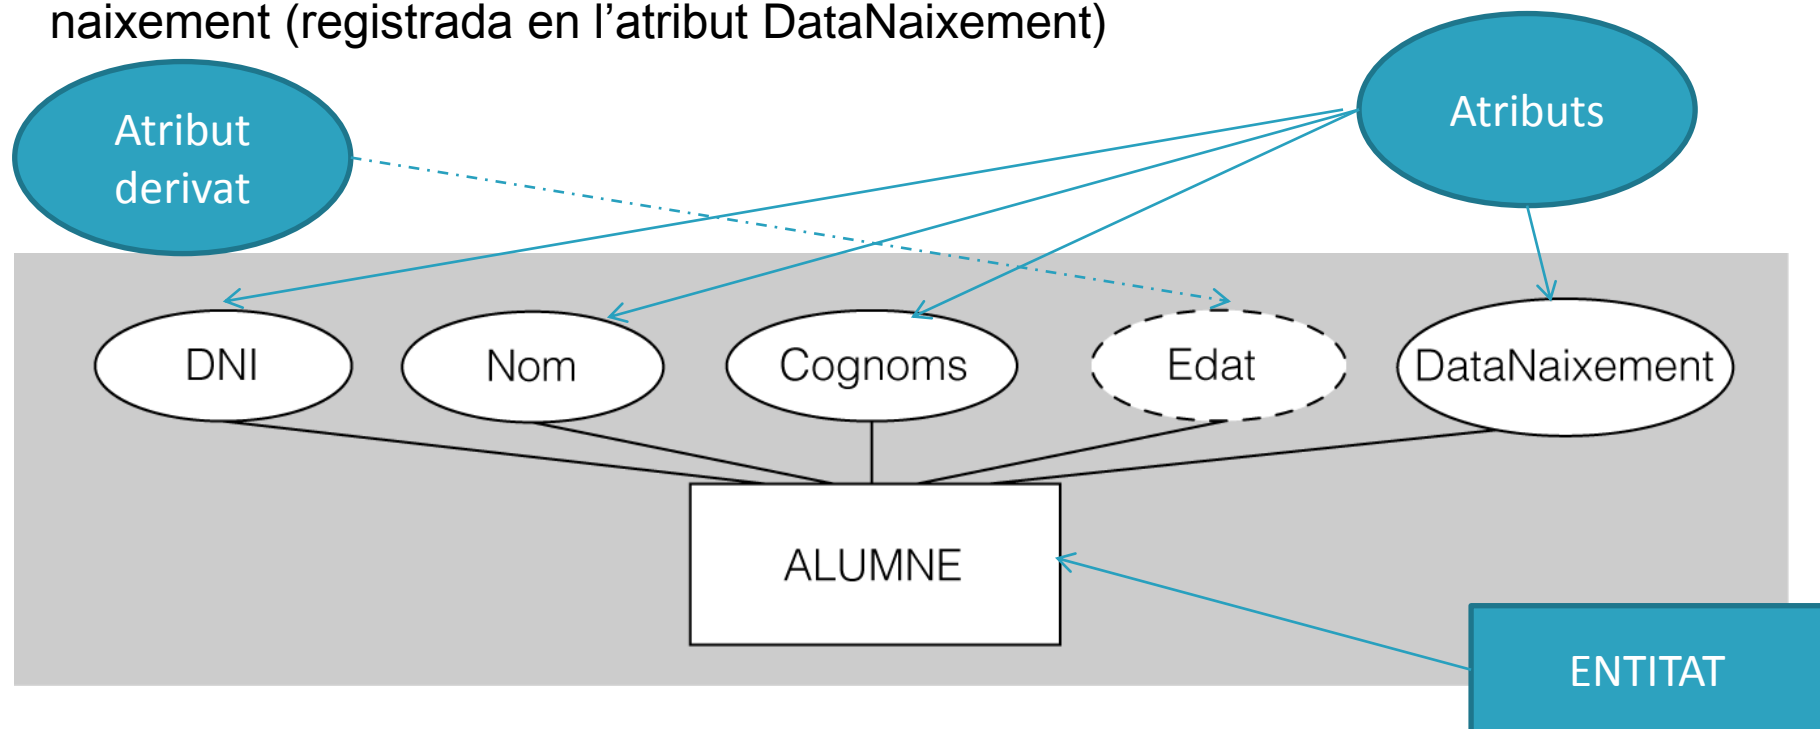 naixement (registrada en l’atribut DataNaixement)
Atribut
derivat
Atributs
DNI
Nom
Cognoms
Edat
DataNaixement
ALUMNE
ENTITAT